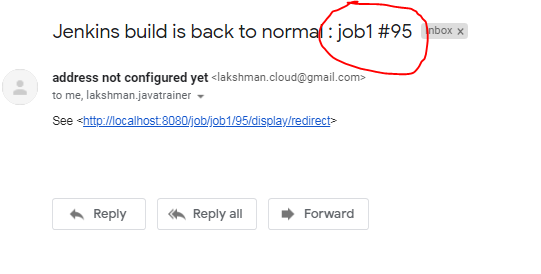 Jenkins build is back to normal : job1 #95 Inbox x
address not configured yet <lakshman.cloud@gmail.com>
to me, lakshman.javatrainer
See <http://localhost:8080/job/job1/95/display/redirect>
Reply Reply all Forward